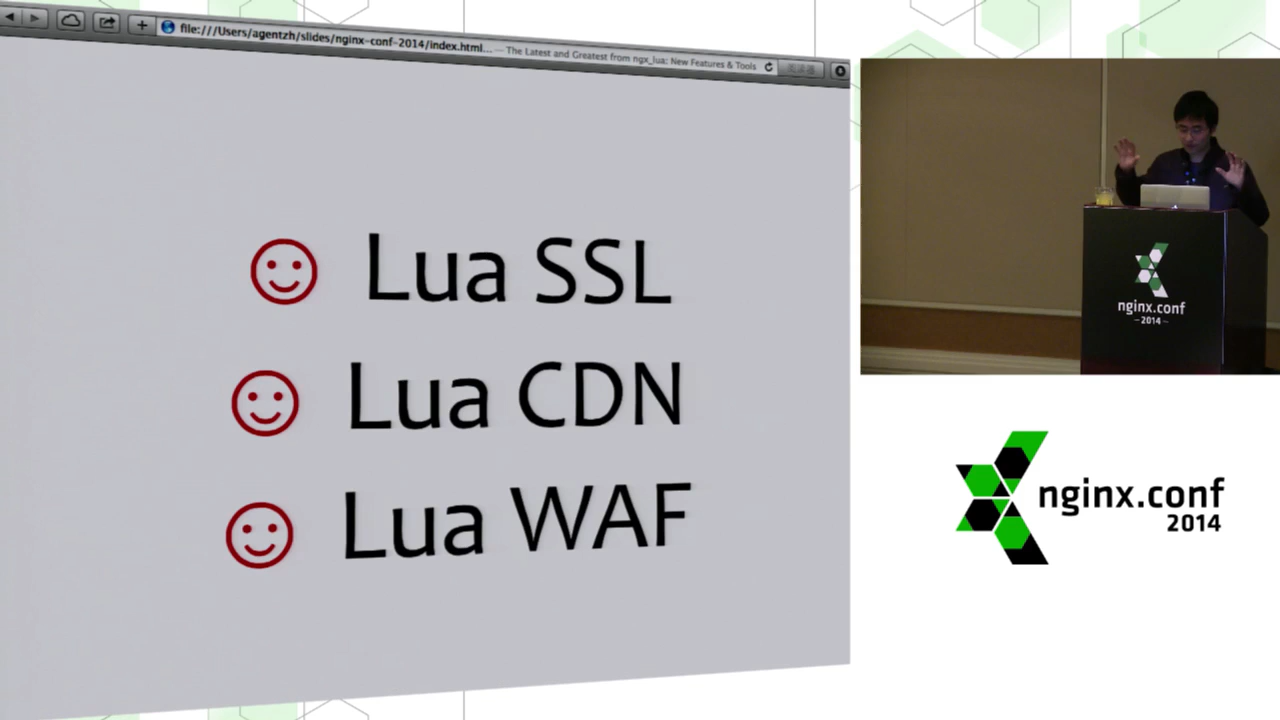 file:///Users/agentzh/slides/nginx-conf-2014/index.html... — The Latest and Greatest from ngx_lua: New Features & Tools
Lua SSL
Lua CDN
Lua WAF
nginx.conf
—2014—
nginx.conf
2014